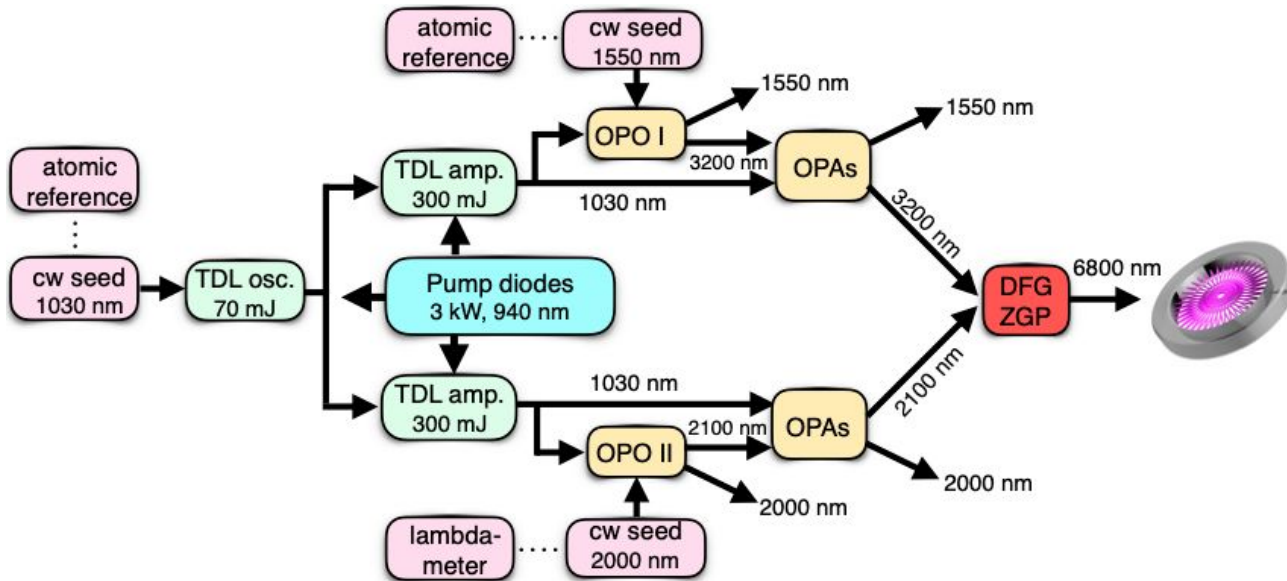 atomic
reference
cw seed
1550 nm
1550 nm
1550 nm
OPO I
3200 nm
OPAs
atomic
reference
TDL amp.
300 mJ
1030 nm
3200 nm
cw seed
1030 nm
TDL osc.
70 mJ
Pump diodes
3 kW, 940 nm
DFG
ZGP
6800 nm
TDL amp.
300 mJ
1030 nm
2100 nm
OPAs
2100 nm
OPO II
2000 nm
2000 nm
lambda-
meter
cw seed
2000 nm